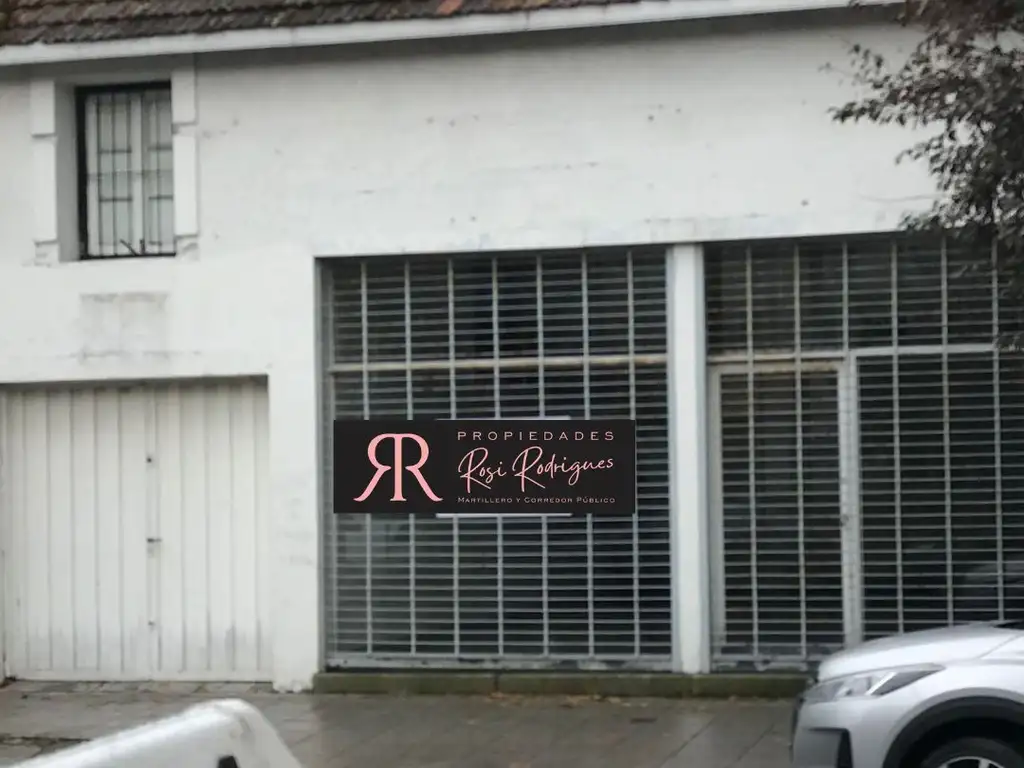 RR
PROPIEDADES
Rosi Rodrigues
MARTILLERO Y CORREDOR PÚBLICO